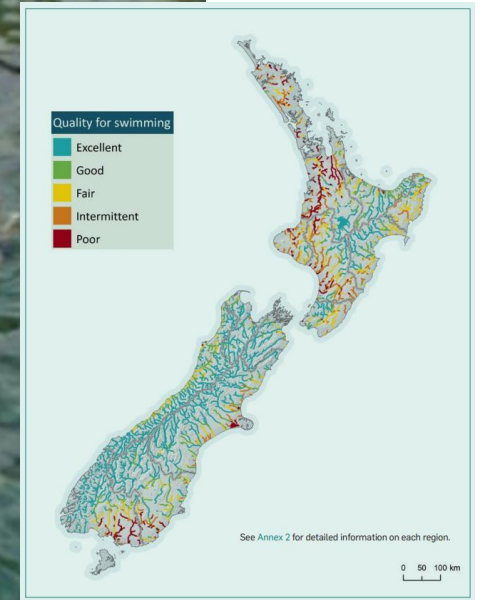 Quality for swimming
Excellent
Good
Fair
Intermittent
Poor
See Annex 2 for detailed information on each region.
0 50 100 km